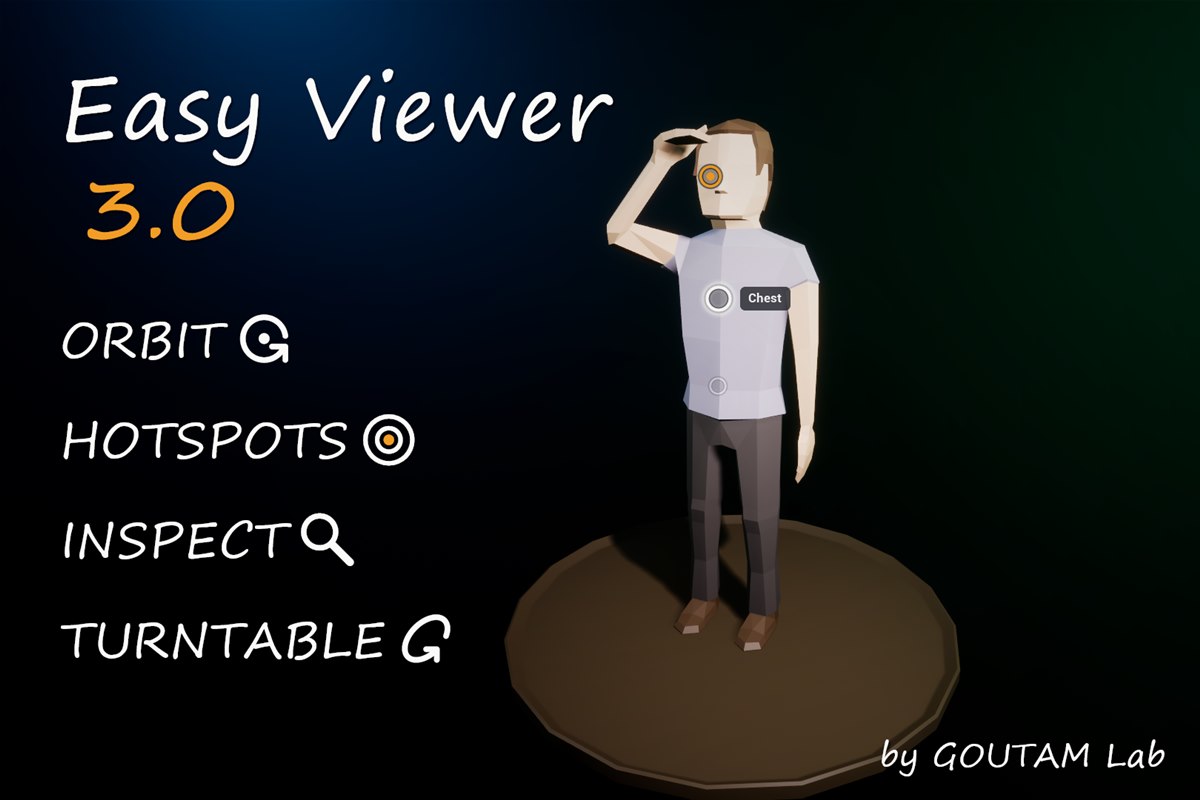 Easy Viewer
3.0
ORBIT
HOTSPOTS
INSPECT
TURNTABLE
Chest
by GOUTAM Lab